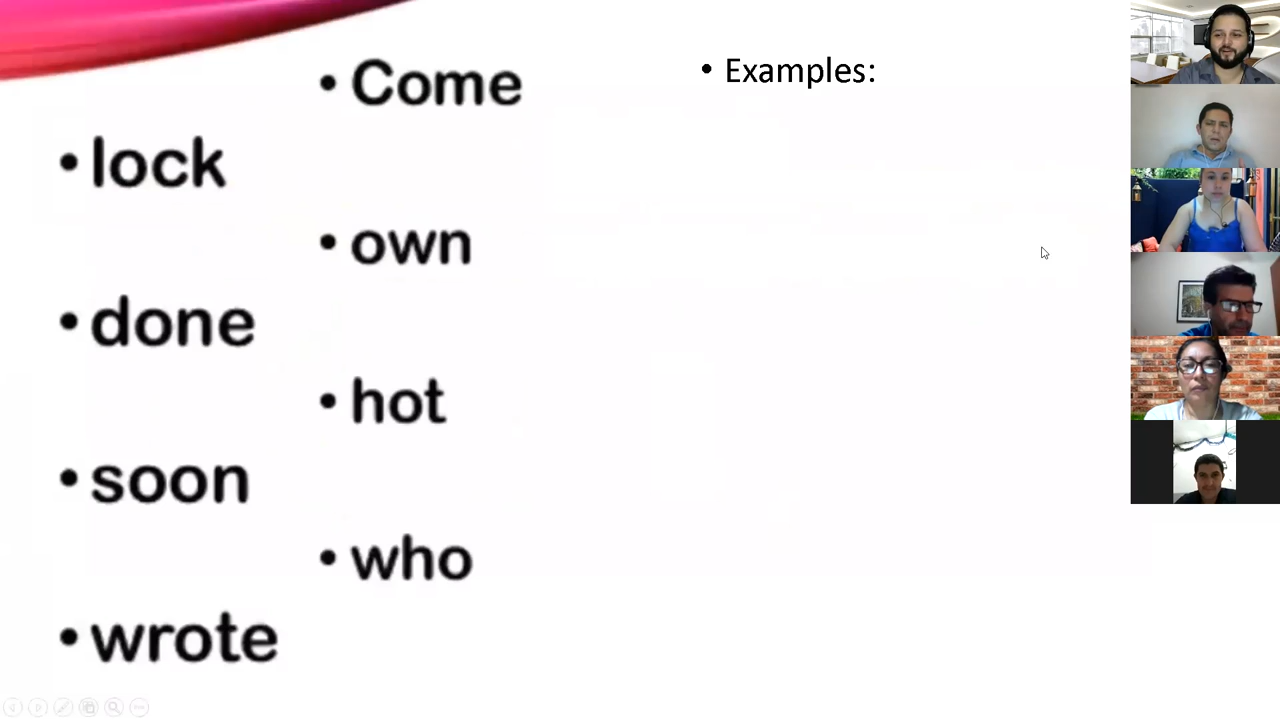 • Come
• lock
• own
• done
• hot
• soon
• who
• wrote
• Examples: